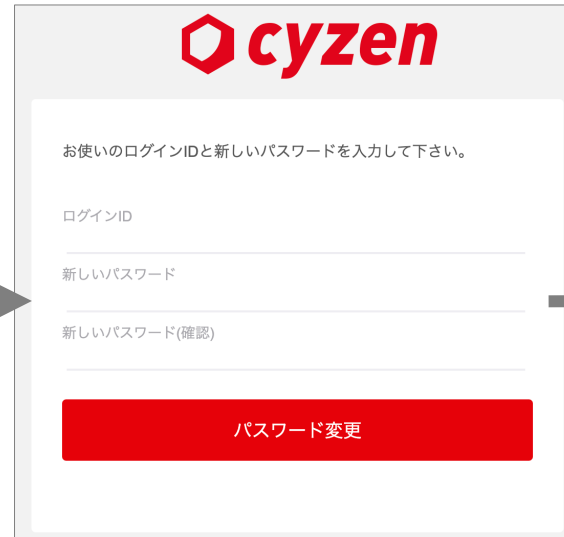 cyzen
お使いのログインIDと新しいパスワードを入力して下さい。
ログインID
新しいパスワード
新しいパスワード(確認)
パスワード変更